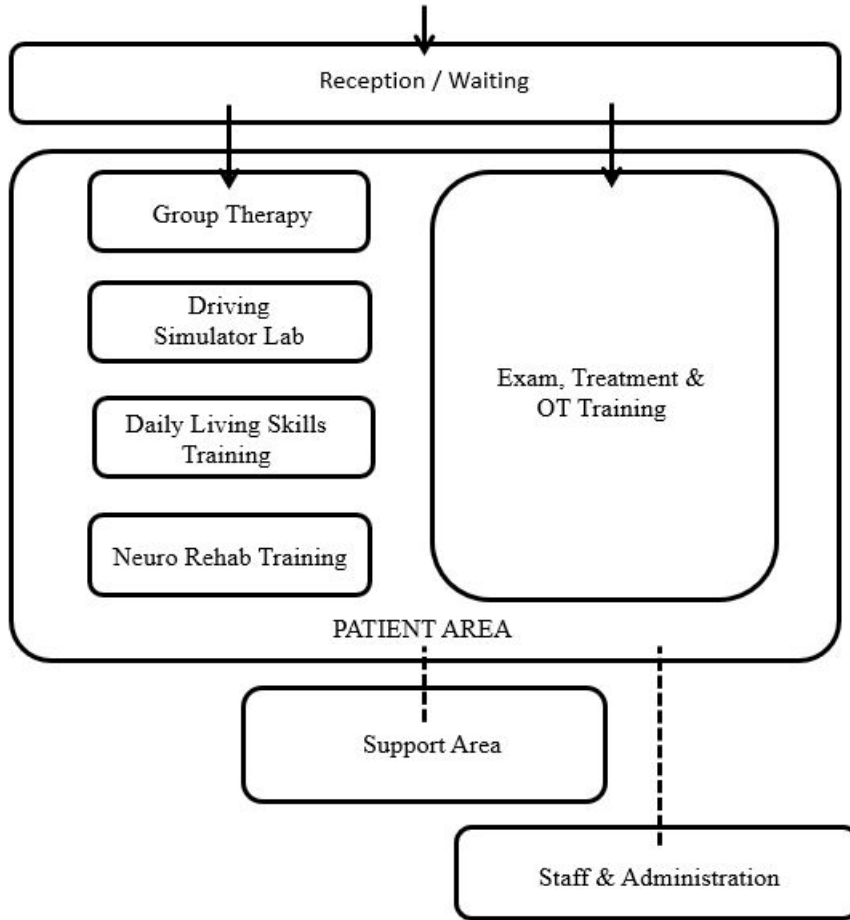 Reception / Waiting
Group Therapy
Driving
Simulator Lab
Daily Living Skills
Training
Neuro Rehab Training
Exam, Treatment &
OT Training
PATIENT AREA
Support Area
Staff & Administration